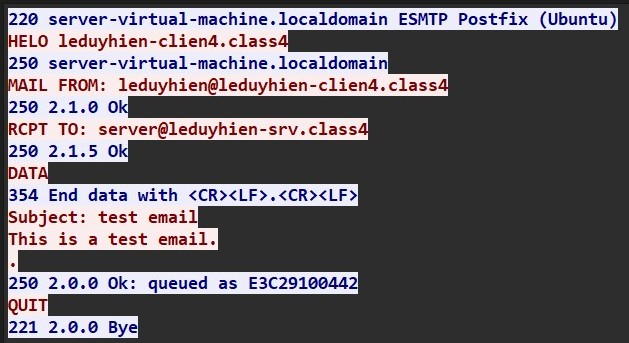 220 server-virtual-machine.localdomain ESMTP Postfix (Ubuntu)
HELO leduyhien-clien4.class4
250 server-virtual-machine.localdomain
MAIL FROM: leduyhien@leduyhien-clien4.class4
250 2.1.0 Ok
RCPT TO: server@leduyhien-srv.class4
250 2.1.5 Ok
DATA
354 End data with <CR><LF>.<CR><LF>
Subject: test email
This is a test email.
.
250 2.0.0 Ok: queued as E3C29100442
QUIT
221 2.0.0 Bye